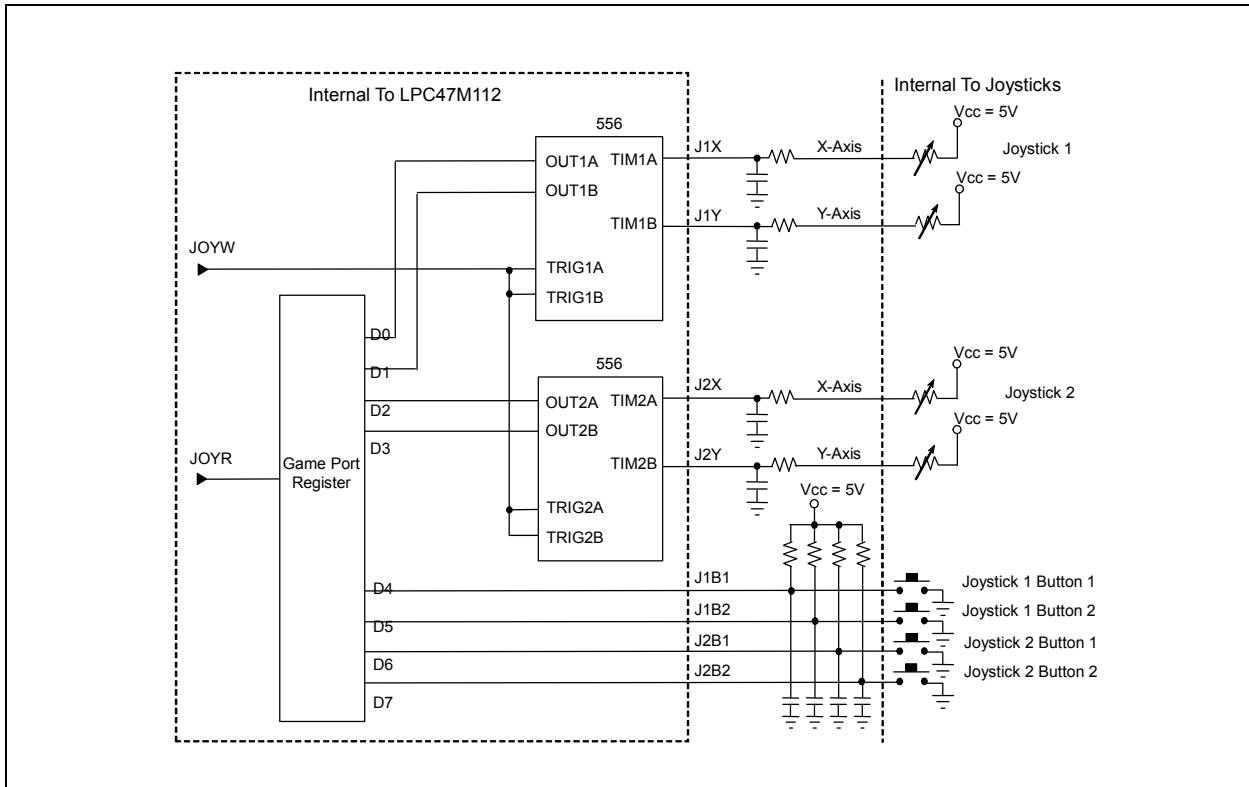 Internal To LPC47M112
Internal To Joysticks
556
Vcc = 5V
OUT1A TIM1A
J1X
X-Axis
Joystick 1
OUT1B
Vcc = 5V
TIM1B
J1Y
Y-Axis
JOYW
TRIG1A
TRIG1B
D0
D1
D2
D3
556
Vcc = 5V
OUT2A TIM2A
J2X
X-Axis
Joystick 2
OUT2B
Vcc = 5V
TIM2B
J2Y
Y-Axis
JOYR
Game Port
Register
Vcc = 5V
TRIG2A
TRIG2B
D4
J1B1
Joystick 1 Button 1
D5
J1B2
Joystick 1 Button 2
D6
J2B1
Joystick 2 Button 1
D7
J2B2
Joystick 2 Button 2